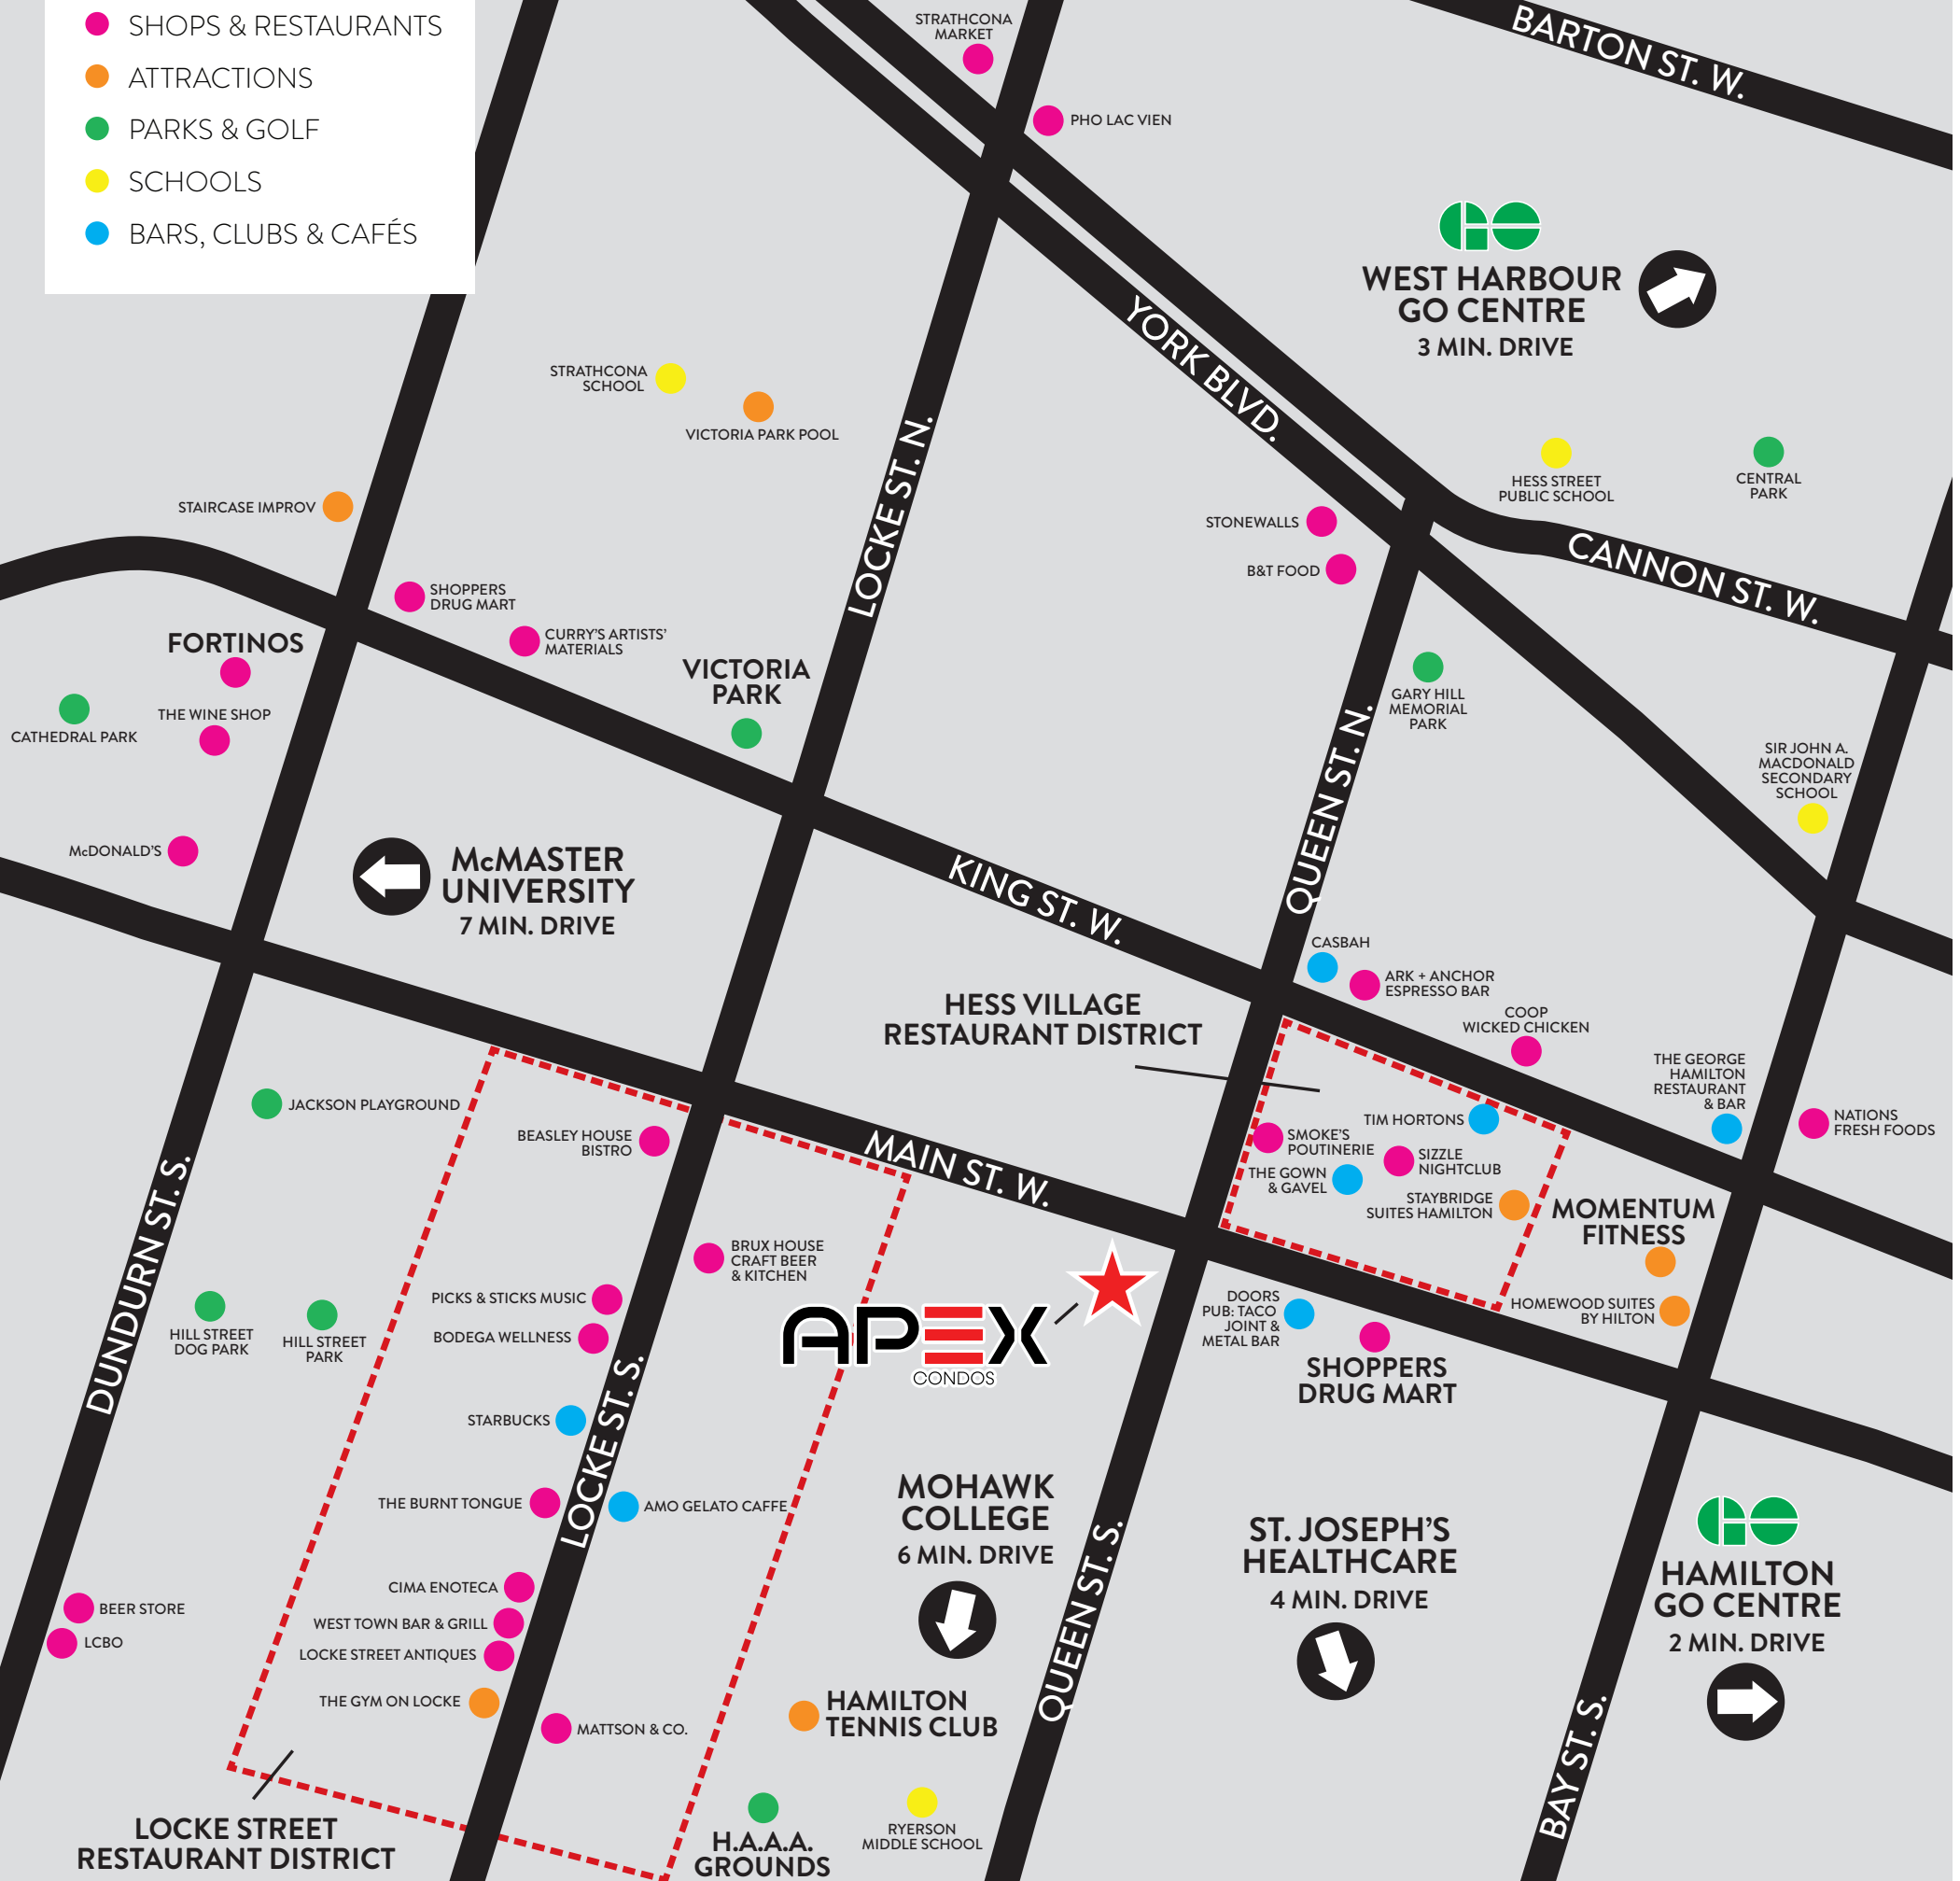 SHOPS & RESTAURANTS
ATTRACTIONS
PARKS & GOLF
SCHOOLS
BARS, CLUBS & CAFÉS
STRATHCONA
MARKET
PHO LAC VIEN
BARTON ST. W.
WEST HARBOUR
GO CENTRE
3 MIN. DRIVE
YORK BLVD.
STRATHCONA
SCHOOL
VICTORIA PARK POOL
LOCKE ST. N.
HESS STREET
PUBLIC SCHOOL
CENTRAL
PARK
STAIRCASE IMPROV
STONEWALLS
B&T FOOD
CANNON ST. W.
SHOPPERS
DRUG MART
CURRY'S ARTISTS'
MATERIALS
FORTINOS
VICTORIA
PARK
CATHEDRAL PARK
THE WINE SHOP
GARY HILL
MEMORIAL
PARK
QUEEN ST. N.
SIR JOHN A.
MACDONALD
SECONDARY
SCHOOL
McDONALD'S
McMASTER
UNIVERSITY
7 MIN. DRIVE
KING ST. W.
CASBAH
ARK + ANCHOR
ESPRESSO BAR
HESS VILLAGE
RESTAURANT DISTRICT
COOP
WICKED CHICKEN
THE GEORGE
HAMILTON
RESTAURANT
& BAR
NATIONS
FRESH FOODS
JACKSON PLAYGROUND
BEASLEY HOUSE
BISTRO
MAIN ST. W.
TIM HORTONS
SMOKE'S
POUTINERIE
SIZZLE
NIGHTCLUB
THE GOWN
& GAVEL
STAYBRIDGE
SUITES HAMILTON
MOMENTUM
FITNESS
DUNDURN ST. S.
BRUX HOUSE
CRAFT BEER
& KITCHEN
PICKS & STICKS MUSIC
BODEGA WELLNESS
HILL STREET
DOG PARK
HILL STREET
PARK
APEX
CONDOS
DOORS
PUB: TACO
JOINT &
METAL BAR
SHOPPERS
DRUG MART
HOMEWOOD SUITES
BY HILTON
STARBUCKS
LOCKE ST. S.
THE BURNT TONGUE
AMO GELATO CAFFE
MOHAWK
COLLEGE
6 MIN. DRIVE
QUEEN ST. S.
ST. JOSEPH'S
HEALTHCARE
4 MIN. DRIVE
HAMILTON
GO CENTRE
2 MIN. DRIVE
BEER STORE
LCBO
CIMA ENOTECA
WEST TOWN BAR & GRILL
LOCKE STREET ANTIQUES
THE GYM ON LOCKE
MATTSON & CO.
HAMILTON
TENNIS CLUB
BAY ST. S.
LOCKE STREET
RESTAURANT DISTRICT
H.A.A.A.
GROUNDS
RYERSON
MIDDLE SCHOOL